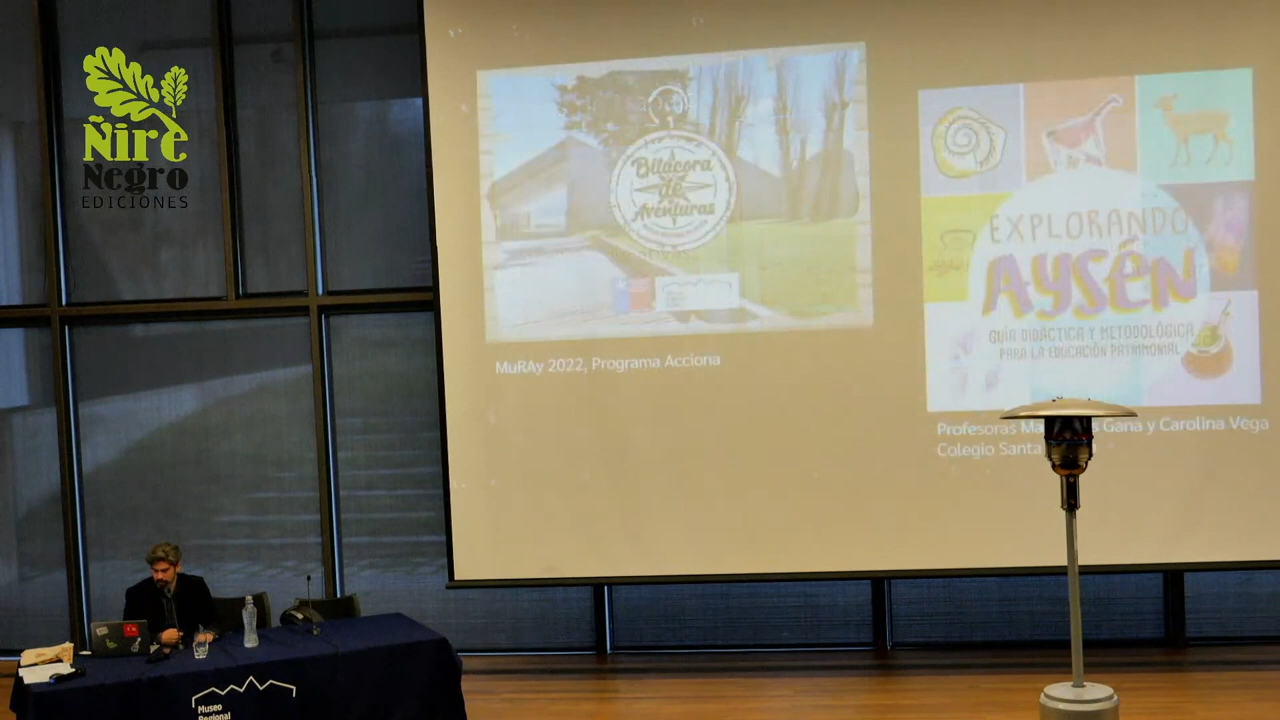 Ñire
Negro
EDICIONES
Bitácora
de
Aventuras
MuRAy 2022, Programa Acciona
EXPLORANDO
AYSÉN
GUÍA DIDÁCTICA Y METODOLÓGICA
PARA LA EDUCACIÓN PATRIMONIAL
Profesoras Gana y Carolina Vega
Colegio Santa
Museo
Regional